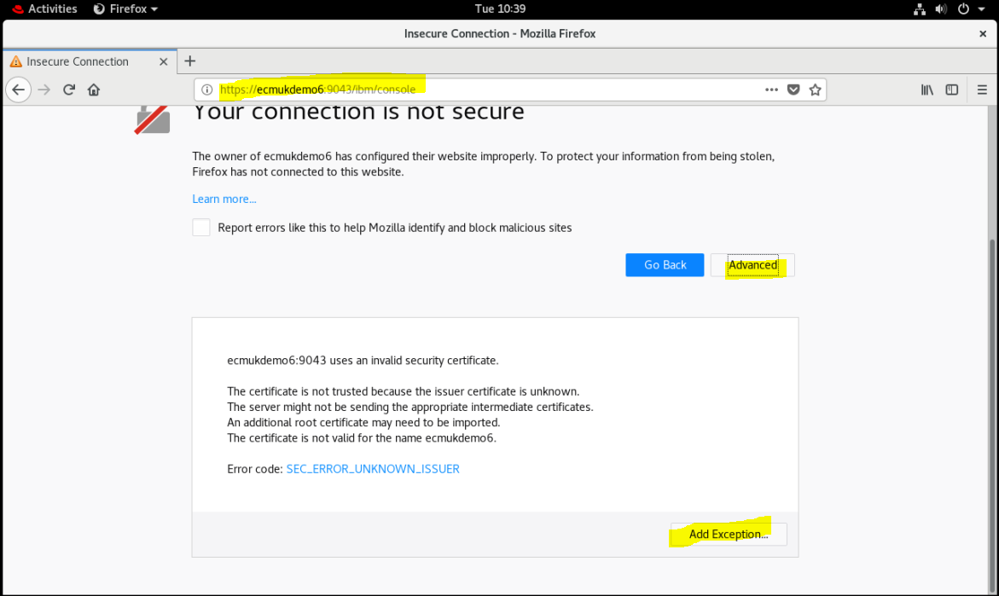 Activities Firefox Tue 10:39
Insecure Connection - Mozilla Firefox
Insecure Connection
https://ecmukdemo6:9043/ibm/console
Your connection is not secure
The owner of ecmukdemo6 has configured their website improperly. To protect your information from being stolen,
Firefox has not connected to this website.
Learn more...
Report errors like this to help Mozilla identify and block malicious sites
Go Back Advanced
ecmukdemo6:9043 uses an invalid security certificate.
The certificate is not trusted because the issuer certificate is unknown.
The server might not be sending the appropriate intermediate certificates.
An additional root certificate may need to be imported.
The certificate is not valid for the name ecmukdemo6.
Error code: SEC_ERROR_UNKNOWN_ISSUER
Add Exception...